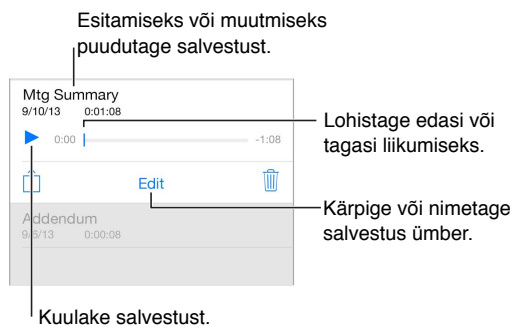 Esitamiseks või muutmiseks
puudutage salvestust.
Mtg Summary
9/10/13 0:01:08
0:00 -1:08
Lohistage edasi või
tagasi liikumiseks.
Edit
Kärpige või nimetage
salvestus ümber.
Addendum
9/5/13 0:00:08
Kuulake salvestust.